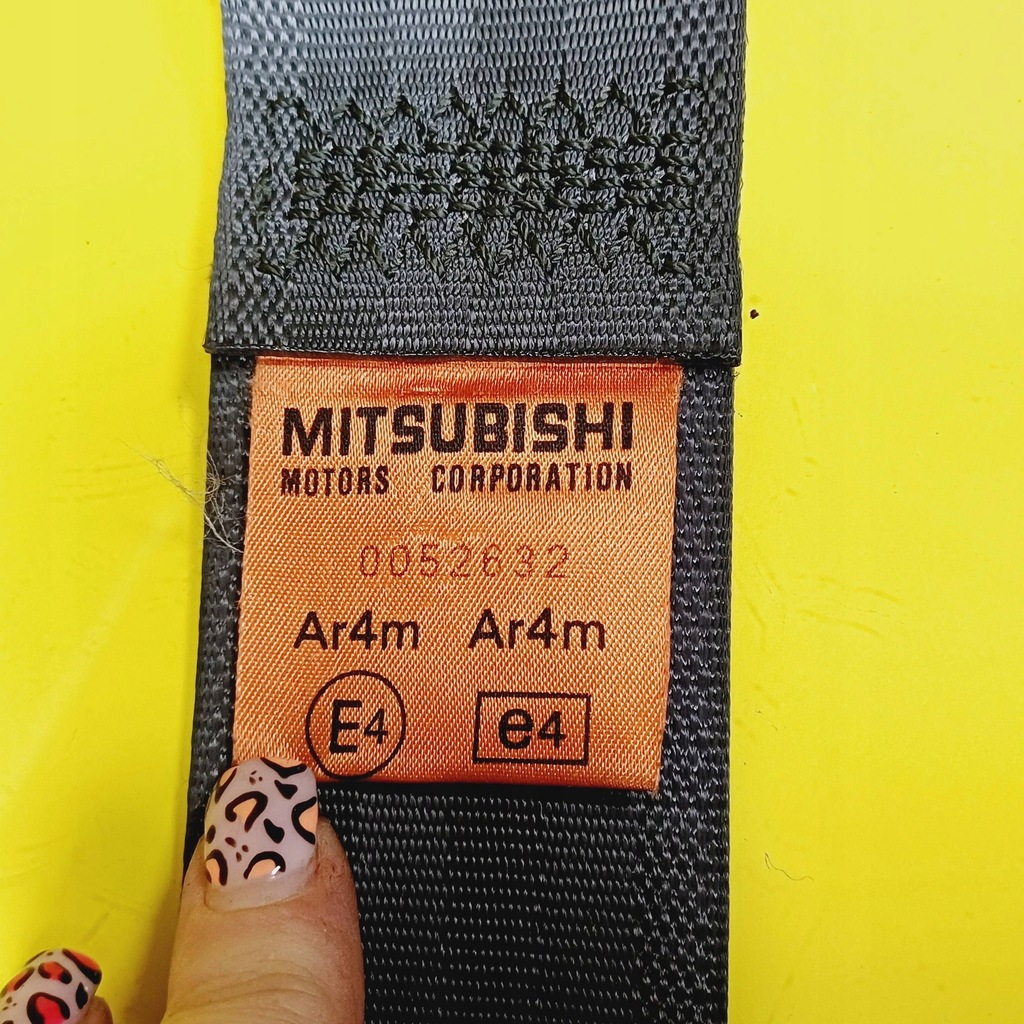 MITSUBISHI
MOTORS CORPORATION
0052632
Ar4m Ar4m
E4 e4